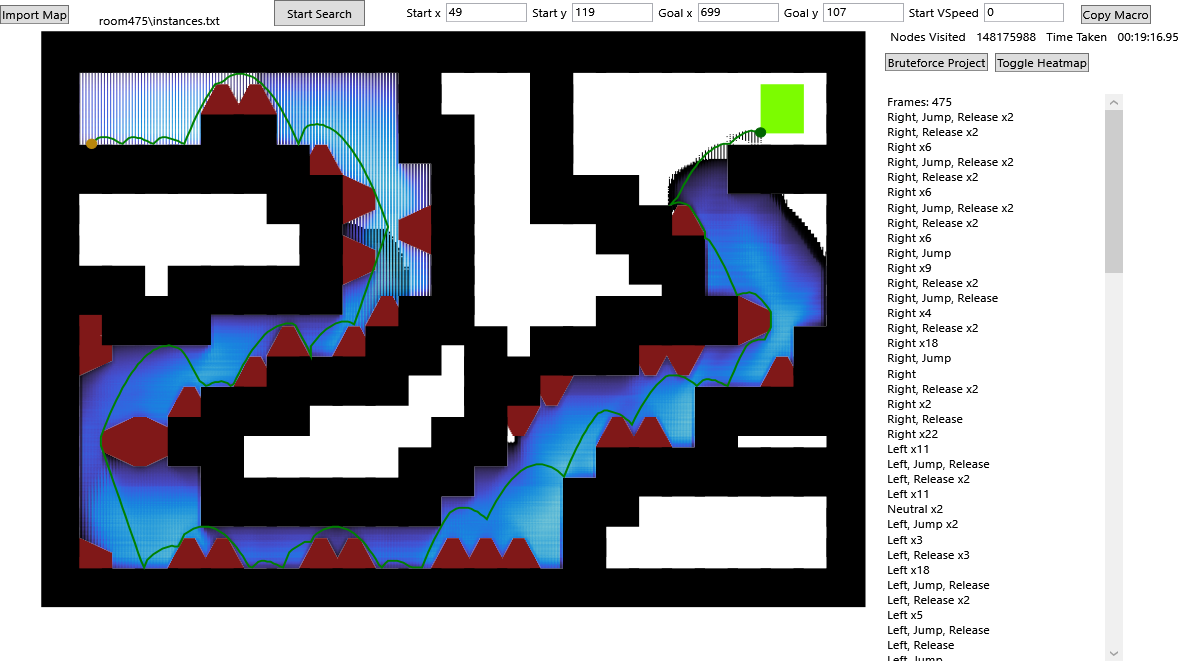 Import Map
room475\instances.txt
Start Search
Start x 49 Start y 119 Goal x 699 Goal y 107 Start VSpeed 0
Copy Macro
Nodes Visited 148175988 Time Taken 00:19:16.95
Bruteforce Project Toggle Heatmap
Frames: 475
Right, Jump, Release x2
Right, Release x2
Right x6
Right, Jump, Release x2
Right, Release x2
Right x6
Right, Jump, Release x2
Right, Release x2
Right x6
Right, Jump
Right x9
Right, Release x2
Right, Jump, Release
Right x4
Right, Release x2
Right x18
Right, Jump
Right
Right, Release x2
Right x2
Right, Release
Right x22
Left x11
Left, Jump, Release
Left, Release x2
Left x11
Neutral x2
Left, Jump x2
Left x3
Left, Release x3
Left x18
Left, Jump, Release
Left, Release x2
Left x5
Left, Jump, Release
Left, Release
Left, Jump